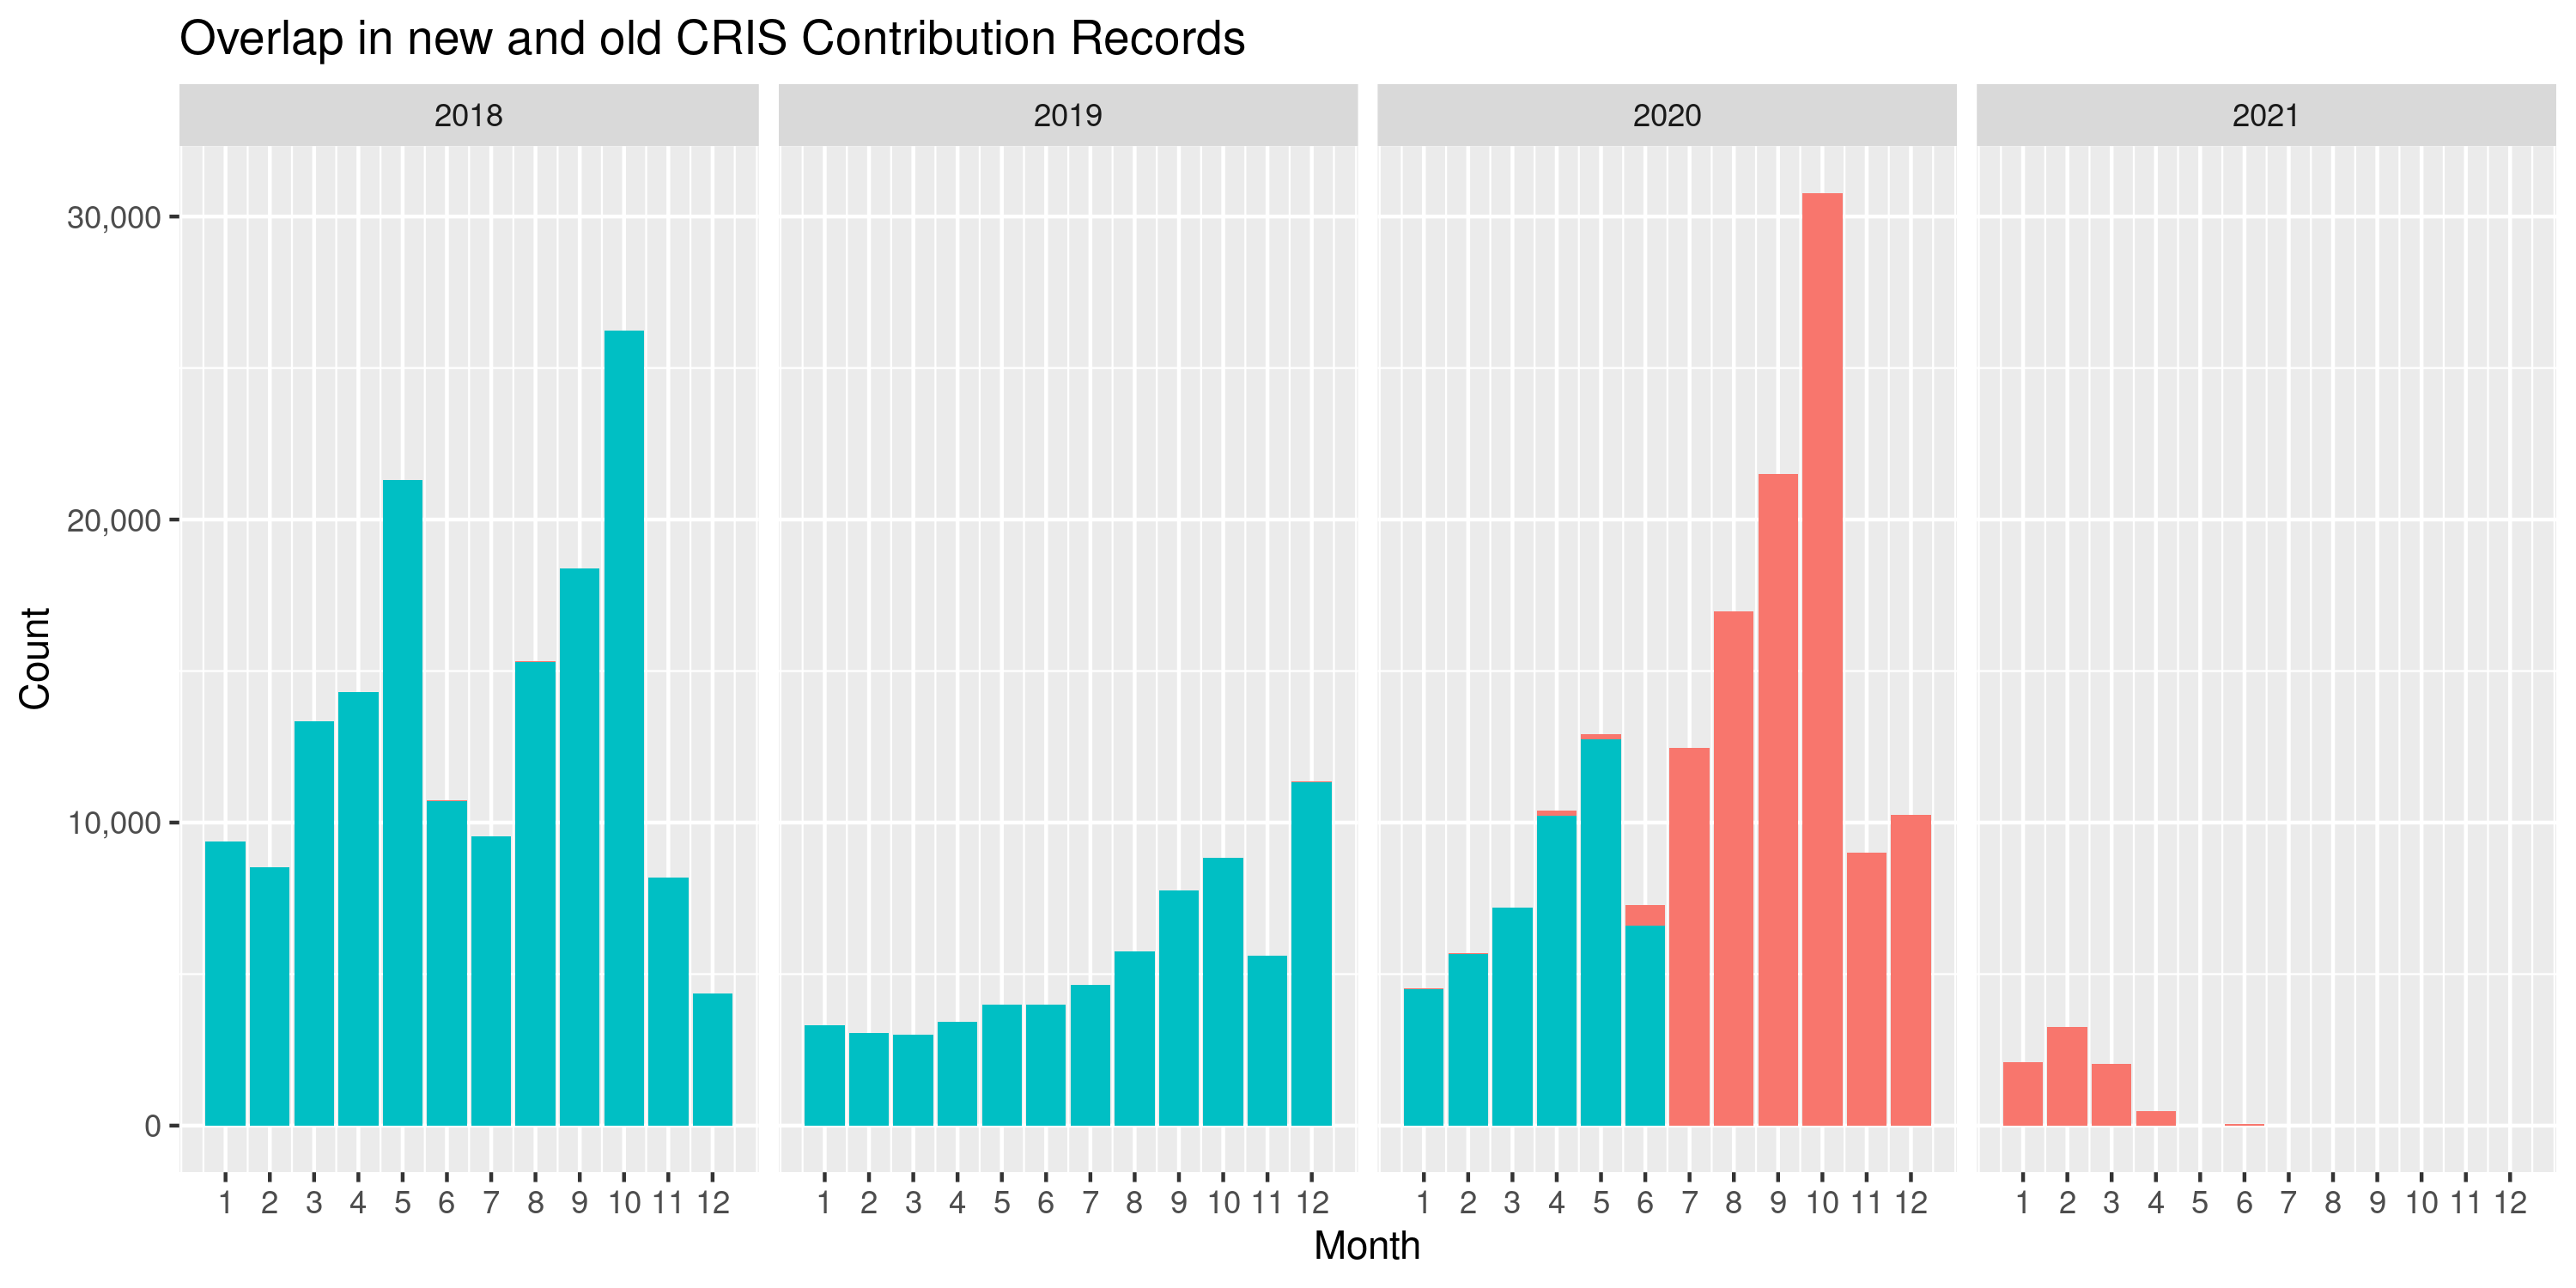 Overlap in new and old CRIS Contribution Records
2018 2019 2020 2021
30,000
20,000
10,000
0
Count
1 2 3 4 5 6 7 8 9 10 11 12 1 2 3 4 5 6 7 8 9 10 11 12 1 2 3 4 5 6 7 8 9 10 11 12 1 2 3 4 5 6 7 8 9 10 11 12
Month